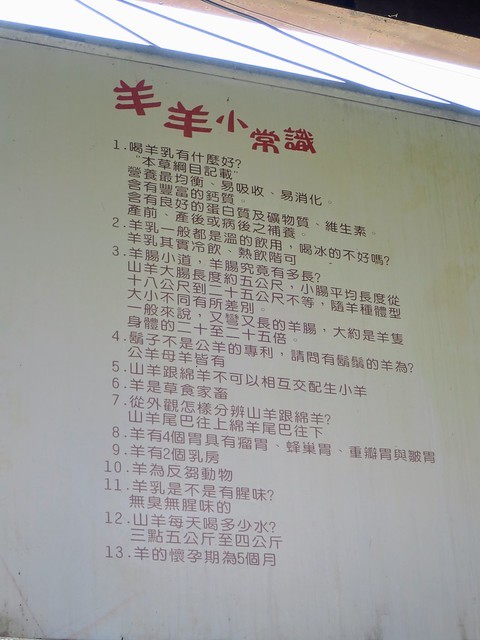 羊羊小常識
1.喝羊乳有什麼好?
"本草綱目記載"
營養最均衡、易吸收、易消化。
含有豐富的鈣質。
含有良好的蛋白質及礦物質、維生素。
產前、產後或病後之補養。
2.羊乳一般都是溫的飲用，喝冰的不好嗎?
羊乳其實冷飲、熱飲皆可
3.羊腸小道，羊腸究竟有多長?
山羊大腸長度約五公尺，小腸平均長度從
十八公尺到二十五公尺不等，隨羊種體型
大小不同有所差別。
一般來說，又彎又長的羊腸，大約是羊隻
身體的二十至二十五倍。
4.鬍子不是公羊的專利，請問有鬍鬚的羊為?
公羊母羊皆有
5.山羊跟綿羊不可以相互交配生小羊
6.羊是草食家畜
7.從外觀怎樣分辨山羊跟綿羊?
山羊尾巴往上綿羊尾巴往下
8.羊有4個胃具有瘤胃、蜂巢胃、重瓣胃與皺胃
9.羊有2個乳房
10.羊為反芻動物
11.羊乳是不是有腥味?
無臭無腥味的
12.山羊每天喝多少水?
三點五公斤至四公斤
13.羊的懷孕期為5個月